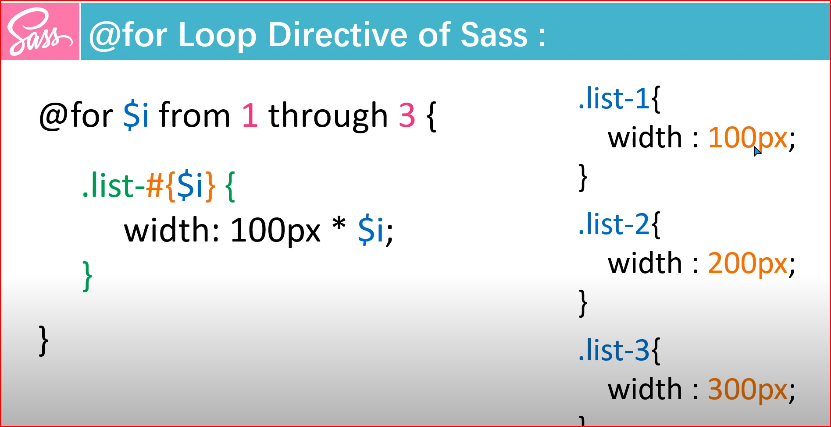 Sass
@for Loop Directive of Sass :
@for $i from 1 through 3 {
.list-#{$i} {
width: 100px * $i;
}
}
.list-1{
width : 100px;
}
.list-2{
width : 200px;
}
.list-3{
width : 300px;
}